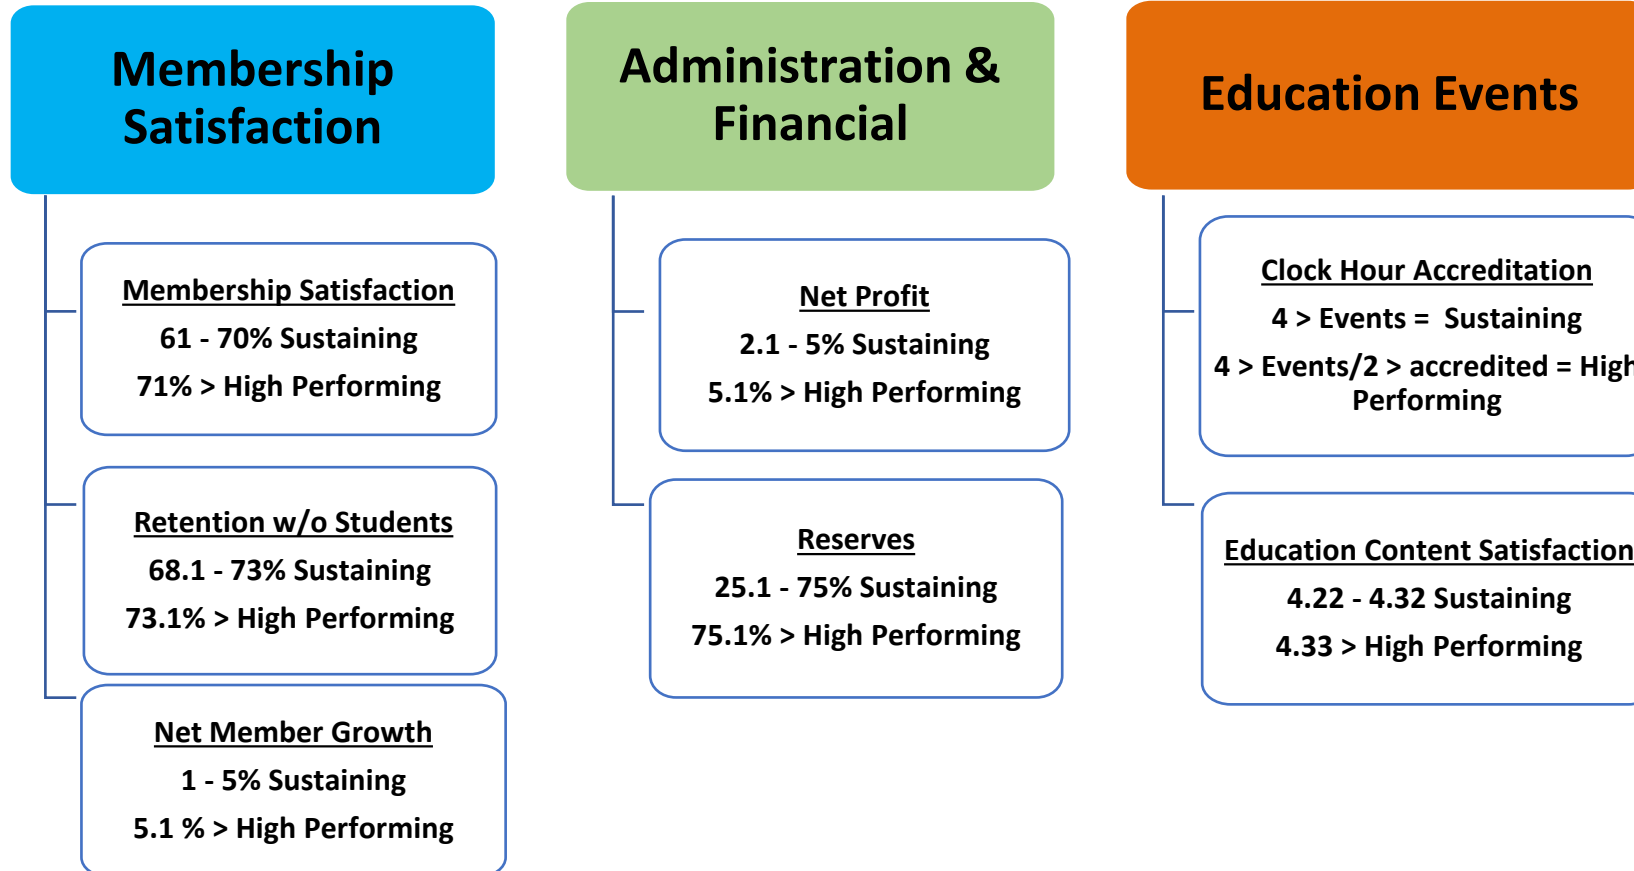 Membership
Satisfaction
Membership Satisfaction
61 - 70% Sustaining
71% > High Performing
Retention w/o Students
68.1 - 73% Sustaining
73.1% > High Performing
Net Member Growth
1 - 5% Sustaining
5.1 % > High Performing
Administration &
Financial
Net Profit
2.1 - 5% Sustaining
5.1% > High Performing
Reserves
25.1 - 75% Sustaining
75.1% > High Performing
Education Events
Clock Hour Accreditation
4 > Events = Sustaining
4 > Events/2 > accredited = High
Performing
Education Content Satisfaction
4.22 - 4.32 Sustaining
4.33 > High Performing